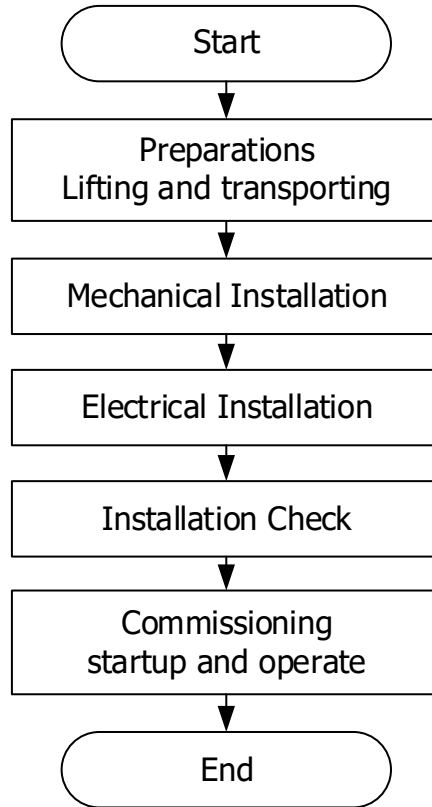 Start
Preparations
Lifting and transporting
Mechanical Installation
Electrical Installation
Installation Check
Commissioning
startup and operate
End